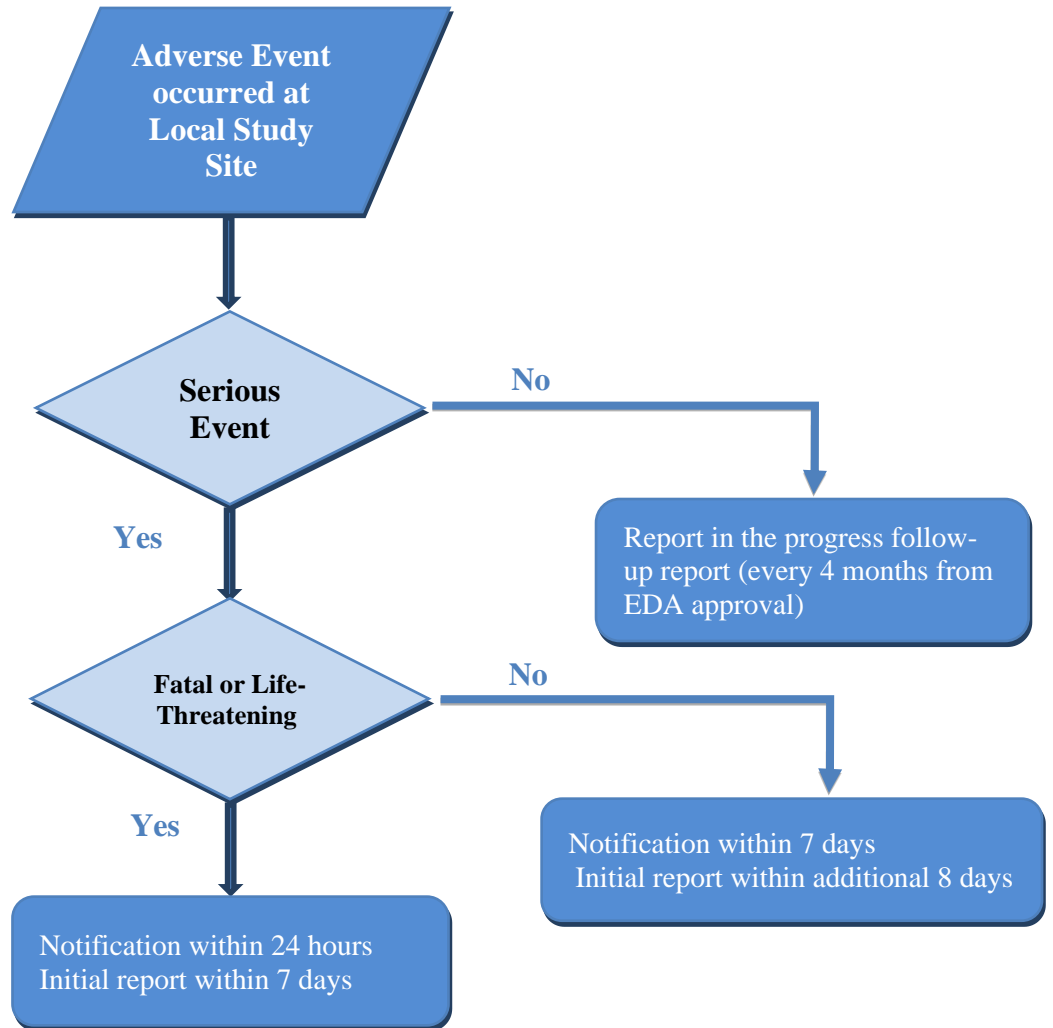 Adverse Event
occurred at
Local Study
Site
Serious
Event
No
Report in the progress follow-
up report (every 4 months from
EDA approval)
Yes
Fatal or Life-
Threatening
No
Notification within 7 days
Initial report within additional 8 days
Yes
Notification within 24 hours
Initial report within 7 days